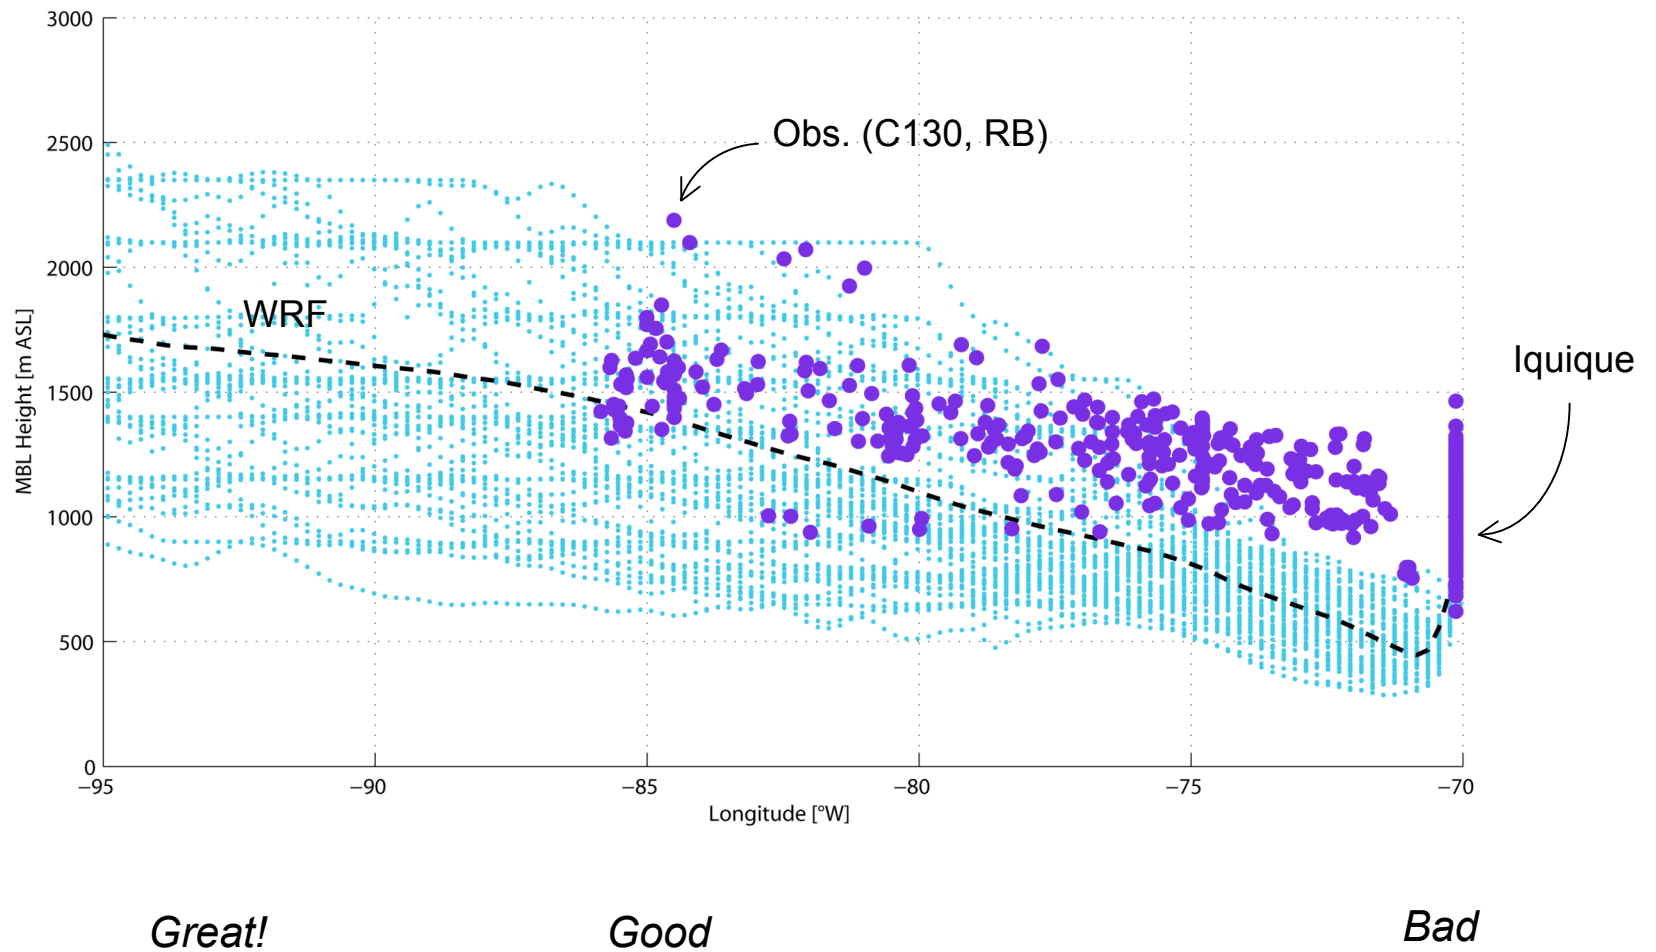 3000
2500
2000
1500
1000
500
0
MBL Height [m ASL]
Obs. (C130, RB)
WRF
Iquique
−95
−90
−85
−80
−75
−70
Longitude [°W]
Great!
Good
Bad